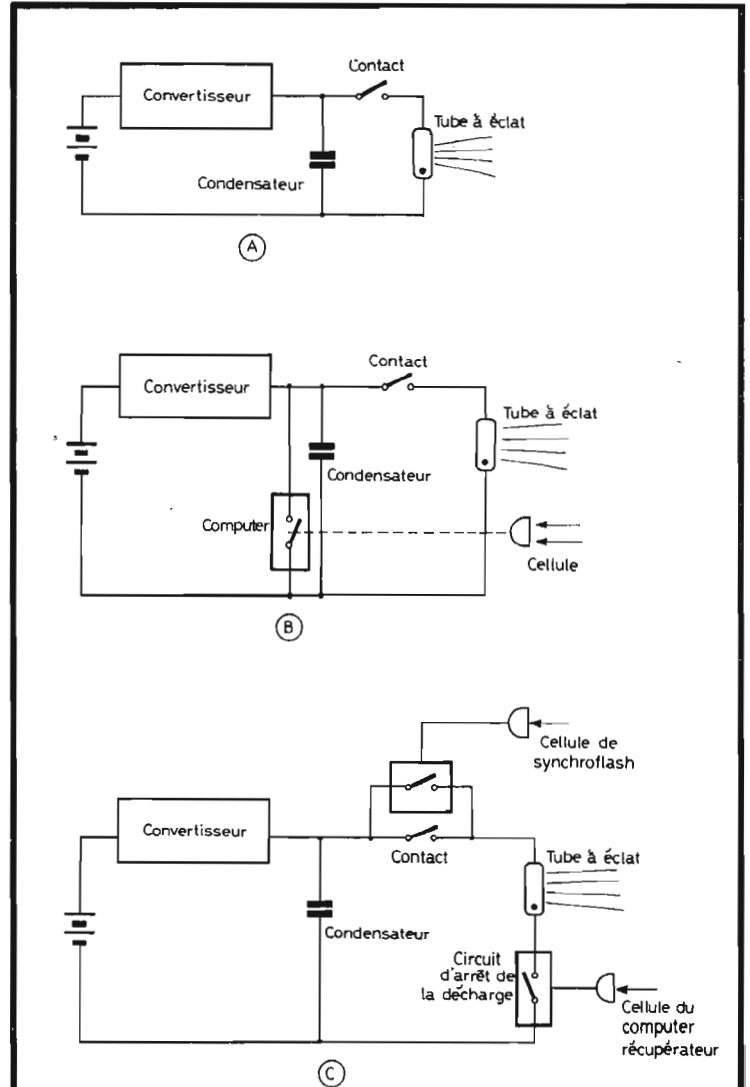 Contact
Convertisseur
Tube à éclat
Condensateur
A
Contact
Convertisseur
Tube à éclat
Condensateur
Computer
Cellule
B
Cellule de
synchroflash
Convertisseur
Contact
Tube à éclat
Condensateur
Circuit
d'arrêt de
la décharge
Cellule du
computer
récupérateur
C